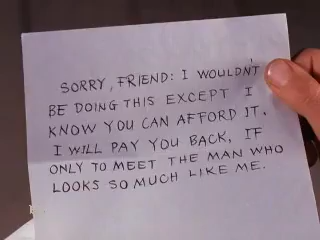 SORRY, FRIEND: I WOULDN'T
BE DOING THIS EXCEPT I
KNOW YOU CAN AFFORD IT.
I WILL PAY YOU BACK, IF
ONLY TO MEET THE MAN WHO
LOOKS SO MUCH LIKE ME.